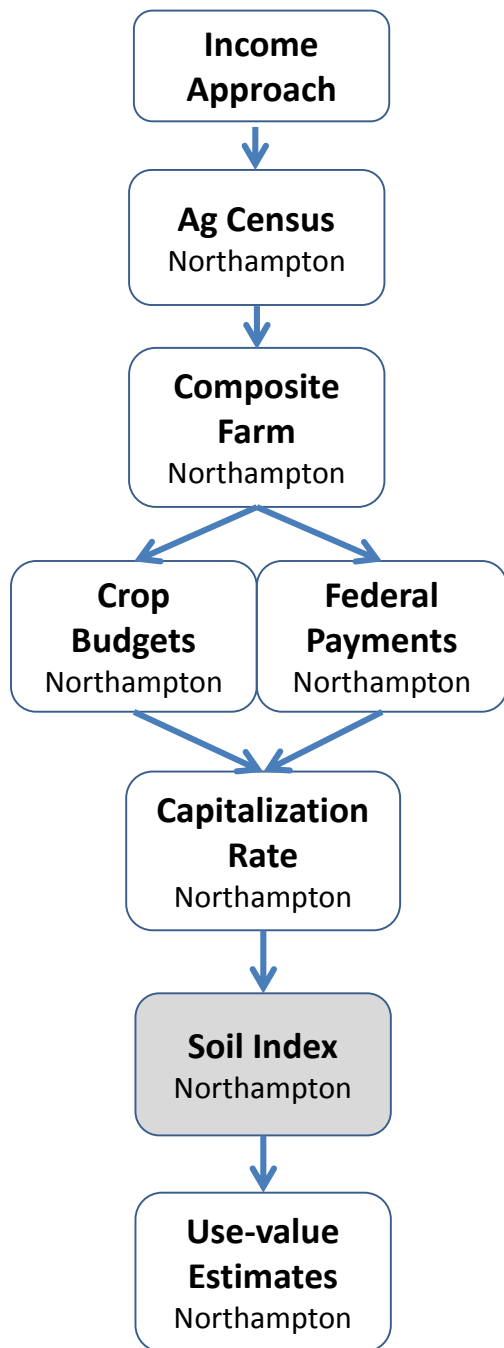 Income
Approach
Ag Census
Northampton
Composite
Farm
Northampton
Crop
Budgets
Northampton
Federal
Payments
Northampton
Capitalization
Rate
Northampton
Soil Index
Northampton
Use-value
Estimates
Northampton